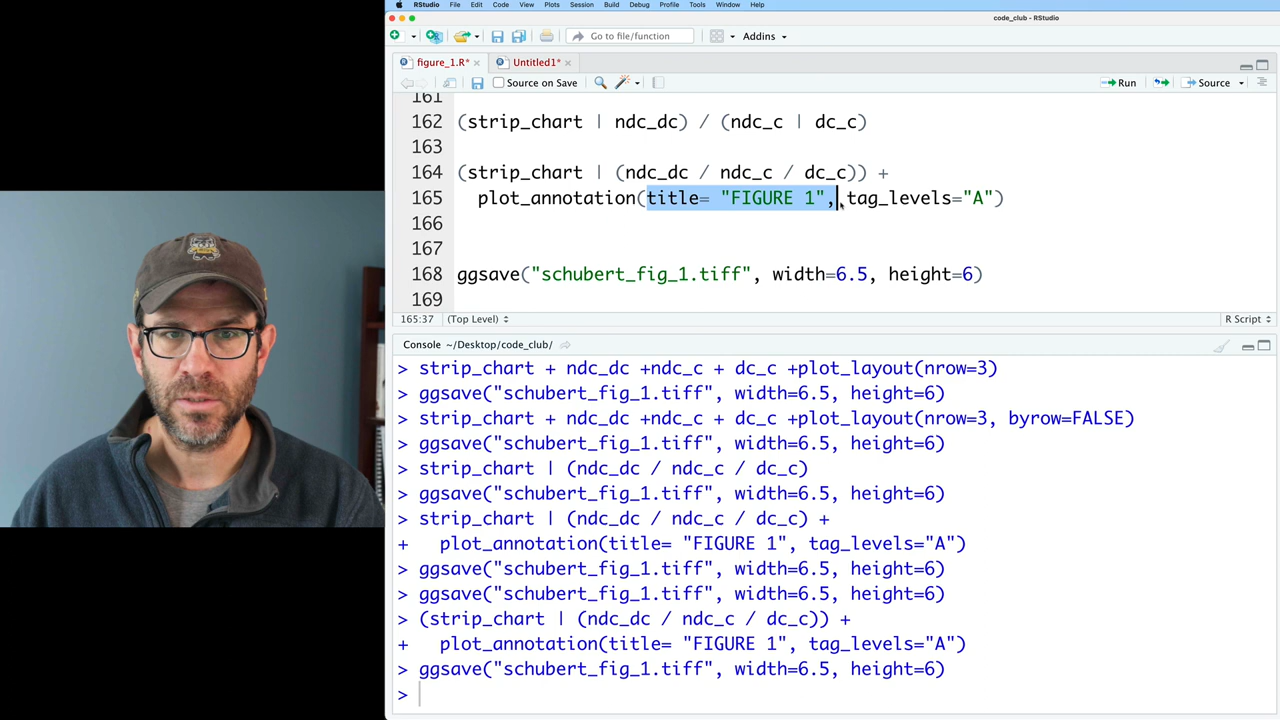 RStudio File Edit Code View Plots Session Build Debug Profile Tools Window Help
code_club - RStudio
Go to file/function Addins
figure_1.R* Untitled1*
Source on Save Run Source
161
162 (strip_chart | ndc_dc) / (ndc_c | dc_c)
163
164 (strip_chart | (ndc_dc / ndc_c / dc_c)) +
165 plot_annotation(title= "FIGURE 1", tag_levels="A")
166
167
168 ggsave("schubert_fig_1.tiff", width=6.5, height=6)
169
165:37 (Top Level) R Script
Console ~/Desktop/code_club/
> strip_chart + ndc_dc +ndc_c + dc_c +plot_layout(nrow=3)
> ggsave("schubert_fig_1.tiff", width=6.5, height=6)
> strip_chart + ndc_dc +ndc_c + dc_c +plot_layout(nrow=3, byrow=FALSE)
> ggsave("schubert_fig_1.tiff", width=6.5, height=6)
> strip_chart | (ndc_dc / ndc_c / dc_c)
> ggsave("schubert_fig_1.tiff", width=6.5, height=6)
> strip_chart | (ndc_dc / ndc_c / dc_c) +
+ plot_annotation(title= "FIGURE 1", tag_levels="A")
> ggsave("schubert_fig_1.tiff", width=6.5, height=6)
> ggsave("schubert_fig_1.tiff", width=6.5, height=6)
> (strip_chart | (ndc_dc / ndc_c / dc_c)) +
+ plot_annotation(title= "FIGURE 1", tag_levels="A")
> ggsave("schubert_fig_1.tiff", width=6.5, height=6)
>